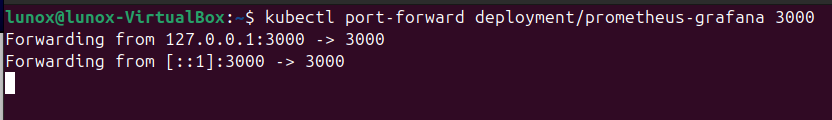 lunox@lunox-VirtualBox:~$ kubectl port-forward deployment/prometheus-grafana 3000
Forwarding from 127.0.0.1:3000 -> 3000
Forwarding from [::1]:3000 -> 3000